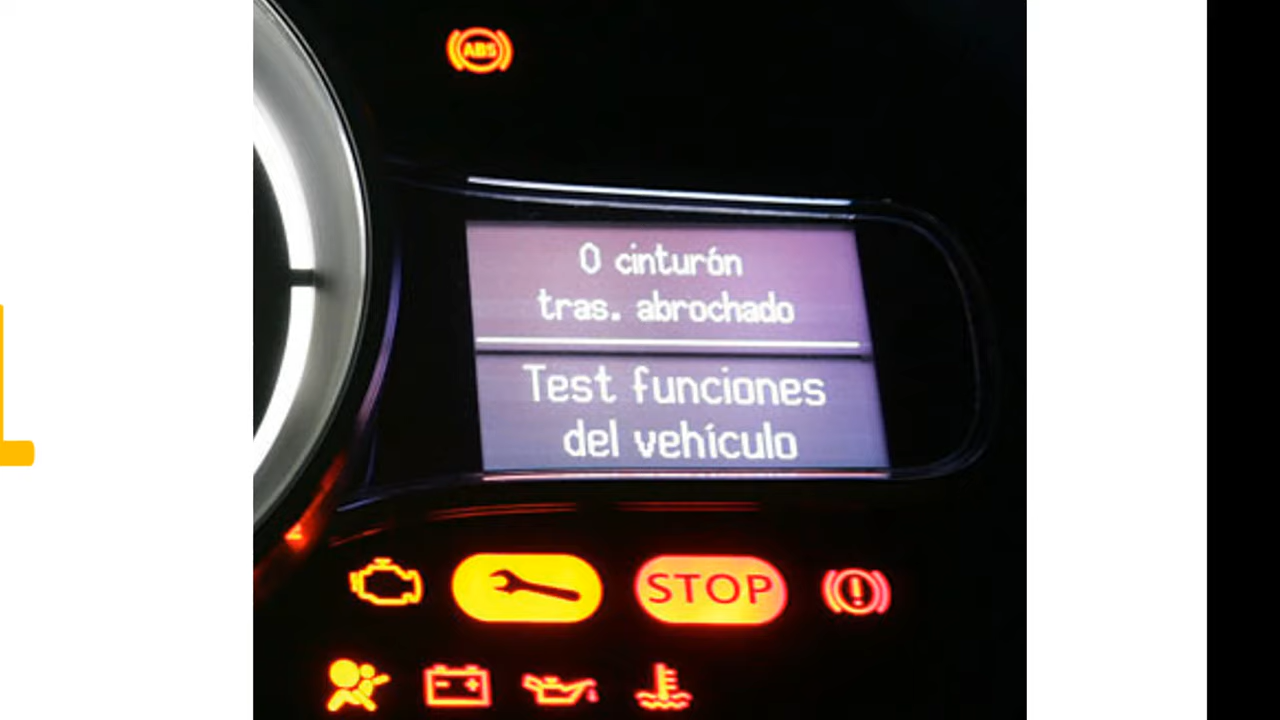 ABS
0 cinturón
tras. abrochado
Test funciones
del vehículo
STOP